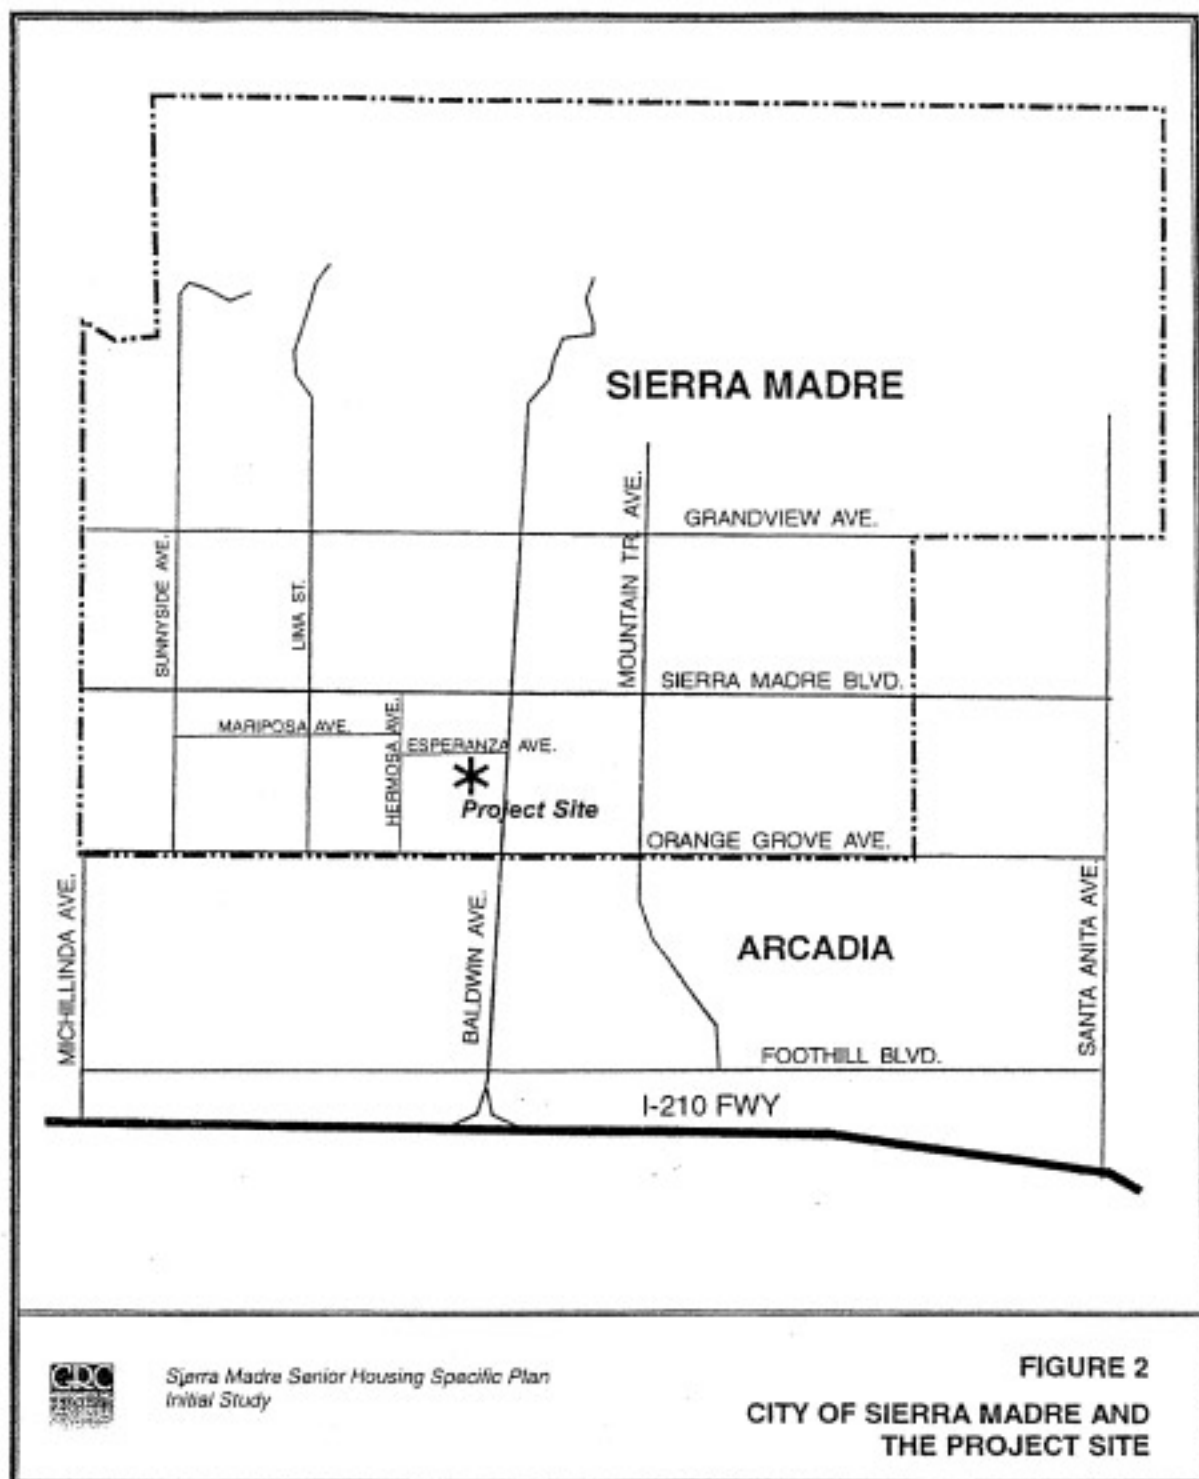 SIERRA MADRE
GRANDVIEW AVE.
MOUNTAIN TR. AVE.
SUNNYSIDE AVE.
LIMA ST.
SIERRA MADRE BLVD.
MARIPOSA AVE.
HERMOSA AVE.
ESPERANZA AVE.
Project Site
ORANGE GROVE AVE.
MICHILLINDA AVE.
BALDWIN AVE.
ARCADIA
SANTA ANITA AVE.
FOOTHILL BLVD.
I-210 FWY
CDC
Sierra Madre Senior Housing Specific Plan
Initial Study
FIGURE 2
CITY OF SIERRA MADRE AND
THE PROJECT SITE